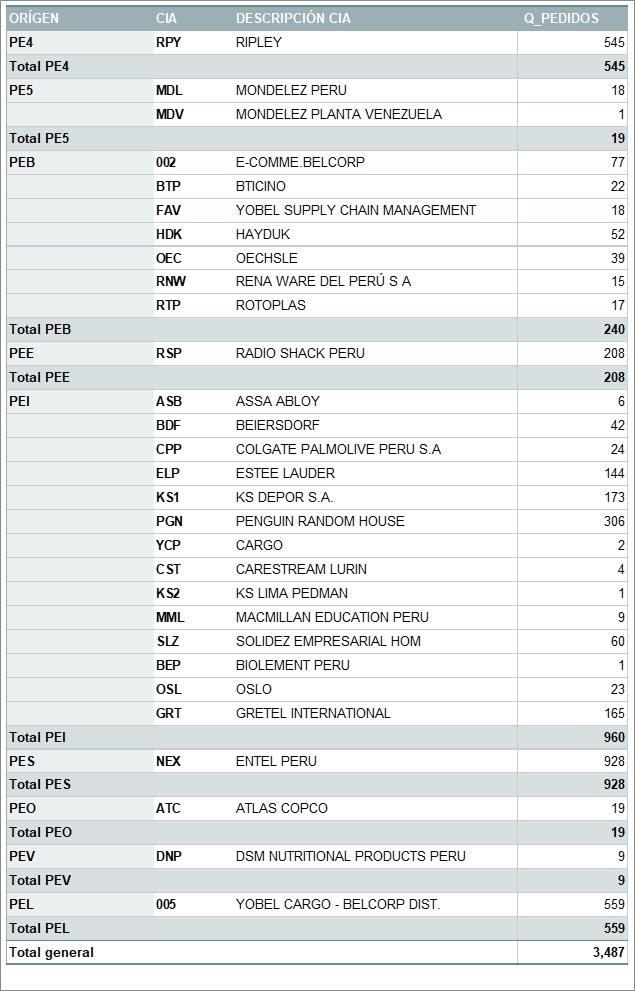 ORÍGEN CIA DESCRIPCIÓN CIA Q_PEDIDOS
PE4 RPY RIPLEY 545
Total PE4 545
PE5 MDL MONDELEZ PERU 18
MDV MONDELEZ PLANTA VENEZUELA 1
Total PE5 19
PEB 002 E-COMME.BELCORP 77
BTP BTICINO 22
FAV YOBEL SUPPLY CHAIN MANAGEMENT 18
HDK HAYDUK 52
OEC OECHSLE 39
RNW RENA WARE DEL PERÚ S A 15
RTP ROTOPLAS 17
Total PEB 240
PEE RSP RADIO SHACK PERU 208
Total PEE 208
PEI ASB ASSA ABLOY 6
BDF BEIERSDORF 42
CPP COLGATE PALMOLIVE PERU S.A 24
ELP ESTEE LAUDER 144
KS1 KS DEPOR S.A. 173
PGN PENGUIN RANDOM HOUSE 306
YCP CARGO 2
CST CARESTREAM LURIN 4
KS2 KS LIMA PEDMAN 1
MML MACMILLAN EDUCATION PERU 9
SLZ SOLIDEZ EMPRESARIAL HOM 60
BEP BIOLEMENT PERU 1
OSL OSLO 23
GRT GRETEL INTERNATIONAL 165
Total PEI 960
PES NEX ENTEL PERU 928
Total PES 928
PEO ATC ATLAS COPCO 19
Total PEO 19
PEV DNP DSM NUTRITIONAL PRODUCTS PERU 9
Total PEV 9
PEL 005 YOBEL CARGO - BELCORP DIST. 559
Total PEL 559
Total general 3,487